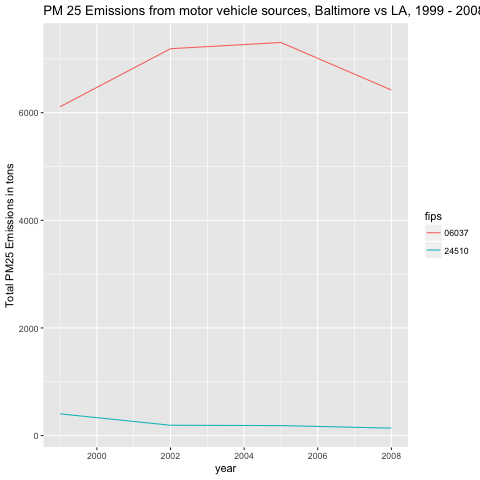 PM 25 Emissions from motor vehicle sources, Baltimore vs LA, 1999 - 2008
Total PM25 Emissions in tons
6000
4000
2000
0
2000
2002
2004
2006
2008
year
fips
06037
24510